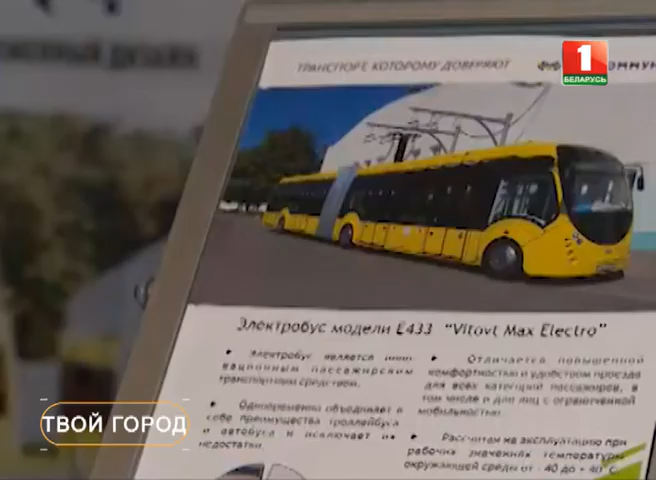 ТРАНСПОРТ, КОТОРОМУ ДОВЕРЯЮТ
1
БЕЛАРУСЬ
Электробус модели E433 "Vitovt Max Electro"
Электробус является инно-
вационным пассажирским
транспортным средством.
Одновременно объединяет в
себе преимущества троллейбуса
и автобуса и исключает их
недостатки.
Отличается повышенной
комфортностью и удобством проезда
для всех категорий пассажиров, в
том числе и для лиц с ограниченной
мобильностью.
Рассчитан на эксплуатацию при
рабочих значениях температуры
окружающей среды от - 40 до + 40°С.
ТВОЙ ГОРОД